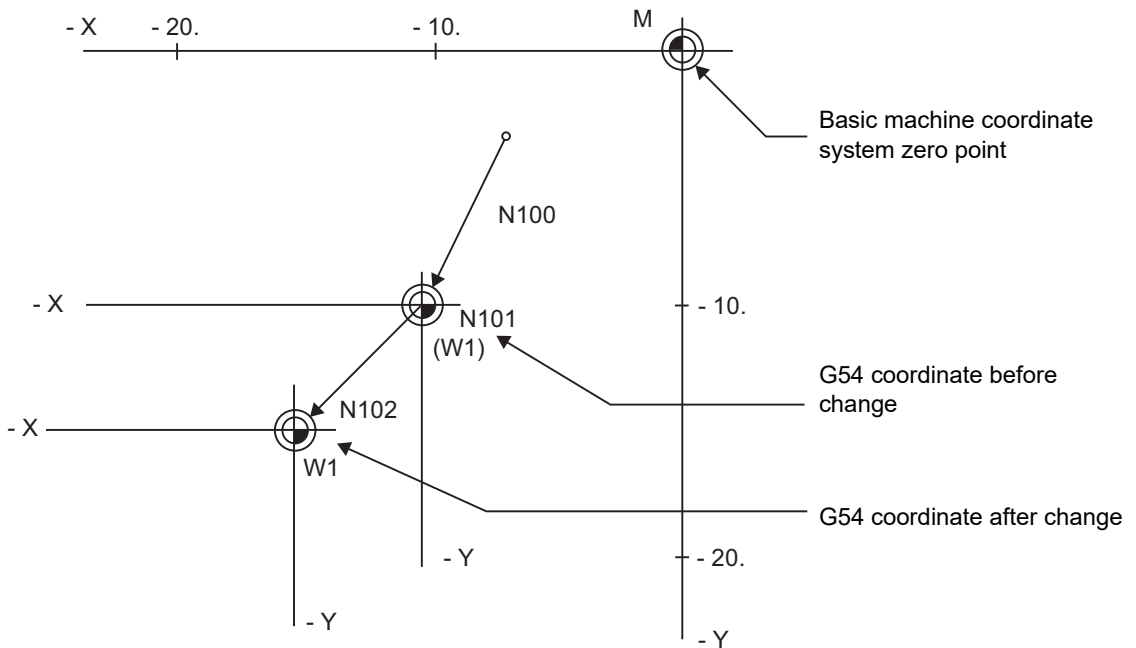 - X
- 20.
- 10.
M
Basic machine coordinate
system zero point
N100
- X
N101
(W1)
- 10.
G54 coordinate before
change
- X
N102
W1
G54 coordinate after change
- Y
- 20.
- Y
- Y